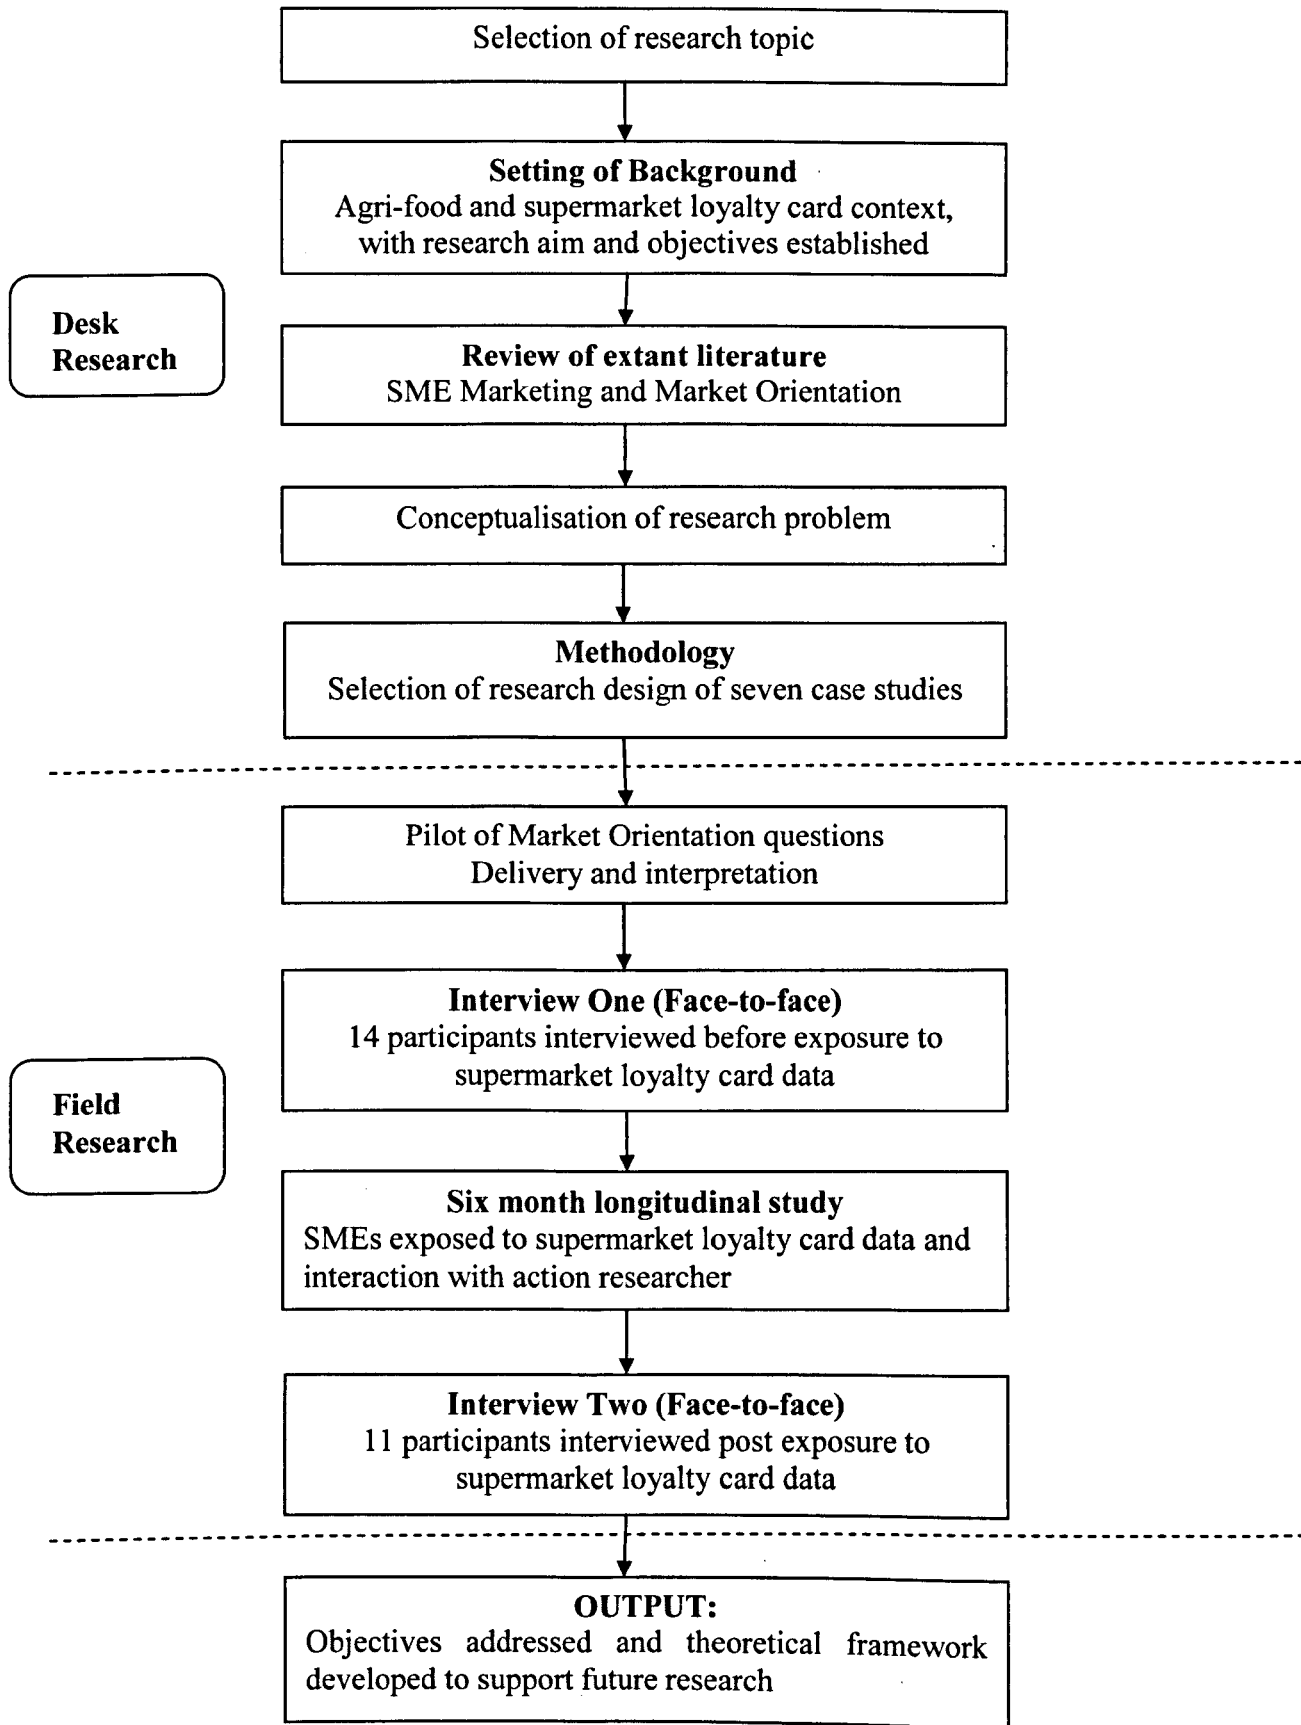 Selection of research topic
Setting of Background
Agri-food and supermarket loyalty card context,
with research aim and objectives established
Desk
Research
Review of extant literature
SME Marketing and Market Orientation
Conceptualisation of research problem
Methodology
Selection of research design of seven case studies
Pilot of Market Orientation questions
Delivery and interpretation
Interview One (Face-to-face)
14 participants interviewed before exposure to
supermarket loyalty card data
Field
Research
Six month longitudinal study
SMEs exposed to supermarket loyalty card data and
interaction with action researcher
Interview Two (Face-to-face)
11 participants interviewed post exposure to
supermarket loyalty card data
OUTPUT:
Objectives addressed and theoretical framework
developed to support future research